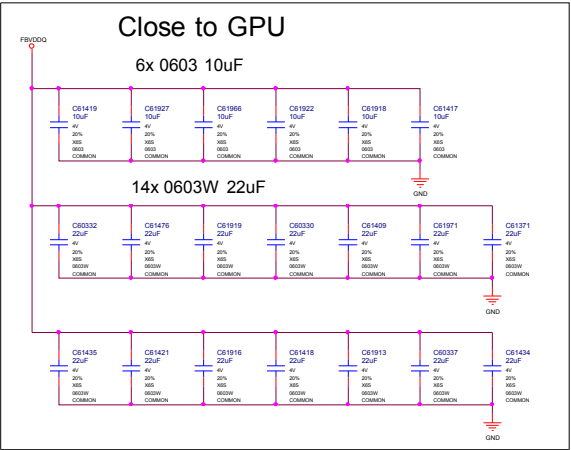 Close to GPU
FBVDDQ
6x 0603 10uF
C61419 C61927 C61966 C61922 C61918 C61417
10uF 10uF 10uF 10uF 10uF 10uF
4V 4V 4V 4V 4V 4V
20% 20% 20% 20% 20% 20%
X6S X6S X6S X6S X6S X6S
0603 0603 0603 0603 0603 0603
COMMON COMMON COMMON COMMON COMMON COMMON
GND
14x 0603W 22uF
C60332 C61476 C61919 C60330 C61409 C61971 C61371
22uF 22uF 22uF 22uF 22uF 22uF 22uF
4V 4V 4V 4V 4V 4V 4V
20% 20% 20% 20% 20% 20% 20%
X6S X6S X6S X6S X6S X6S X6S
0603W 0603W 0603W 0603W 0603W 0603W 0603W
COMMON COMMON COMMON COMMON COMMON COMMON COMMON
GND
C61435 C61421 C61916 C61418 C61913 C60337 C61434
22uF 22uF 22uF 22uF 22uF 22uF 22uF
4V 4V 4V 4V 4V 4V 4V
20% 20% 20% 20% 20% 20% 20%
X6S X6S X6S X6S X6S X6S X6S
0603W 0603W 0603W 0603W 0603W 0603W 0603W
COMMON COMMON COMMON COMMON COMMON COMMON COMMON
GND